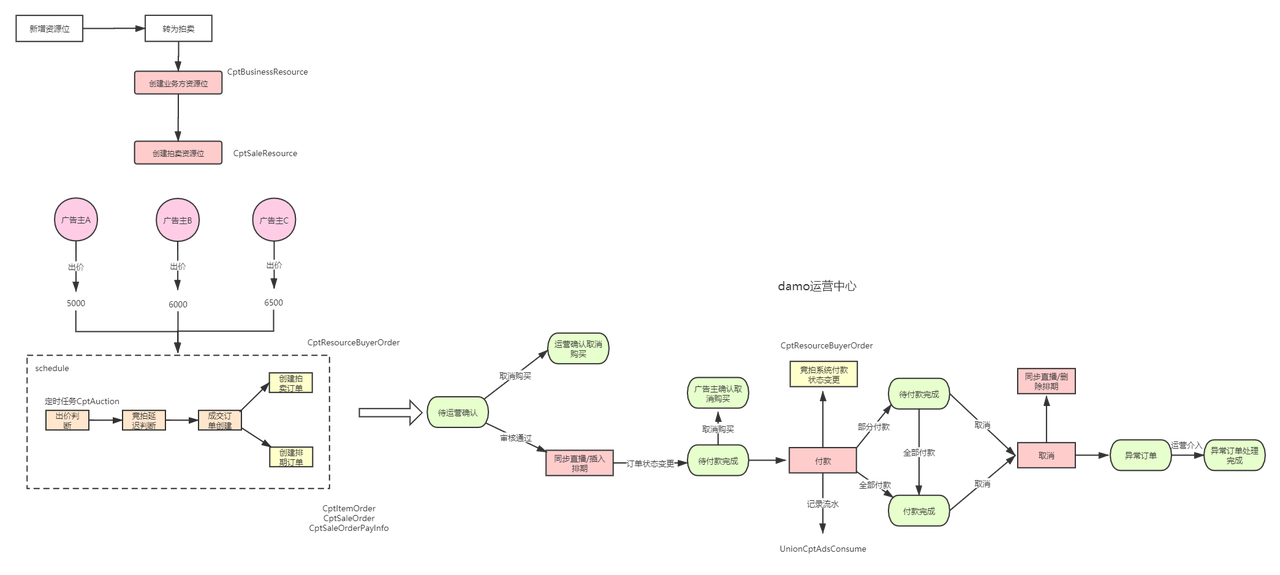 新增资源位
转为拍卖
创建业务方资源位
CptBusinessResource
创建拍卖资源位
CptSaleResource
广告主A
广告主B
广告主C
出价
出价
出价
5000
6000
6500
schedule
定时任务CptAuction
出价判
断
竞拍延
迟判断
成交订
单创建
创建拍
卖订单
创建排
期订单
CptResourceBuyerOrder
CptItemOrder
CptSaleOrder
CptSaleOrderPayInfo
待运营确认
取消购买
运营确认取消
购买
审核通过
同步直播/插入
排期
订单状态变更
damo运营中心
广告主确认取
消购买
取消购买
待付款完成
CptResourceBuyerOrder
竞拍系统付款
状态变更
付款
记录流水
UnionCptAdsConsume
部分付款
全部付款
待付款完成
全部付款
付款完成
取消
取消
同步直播/删
除排期
取消
异常订单
运营介入
异常订单处理
完成